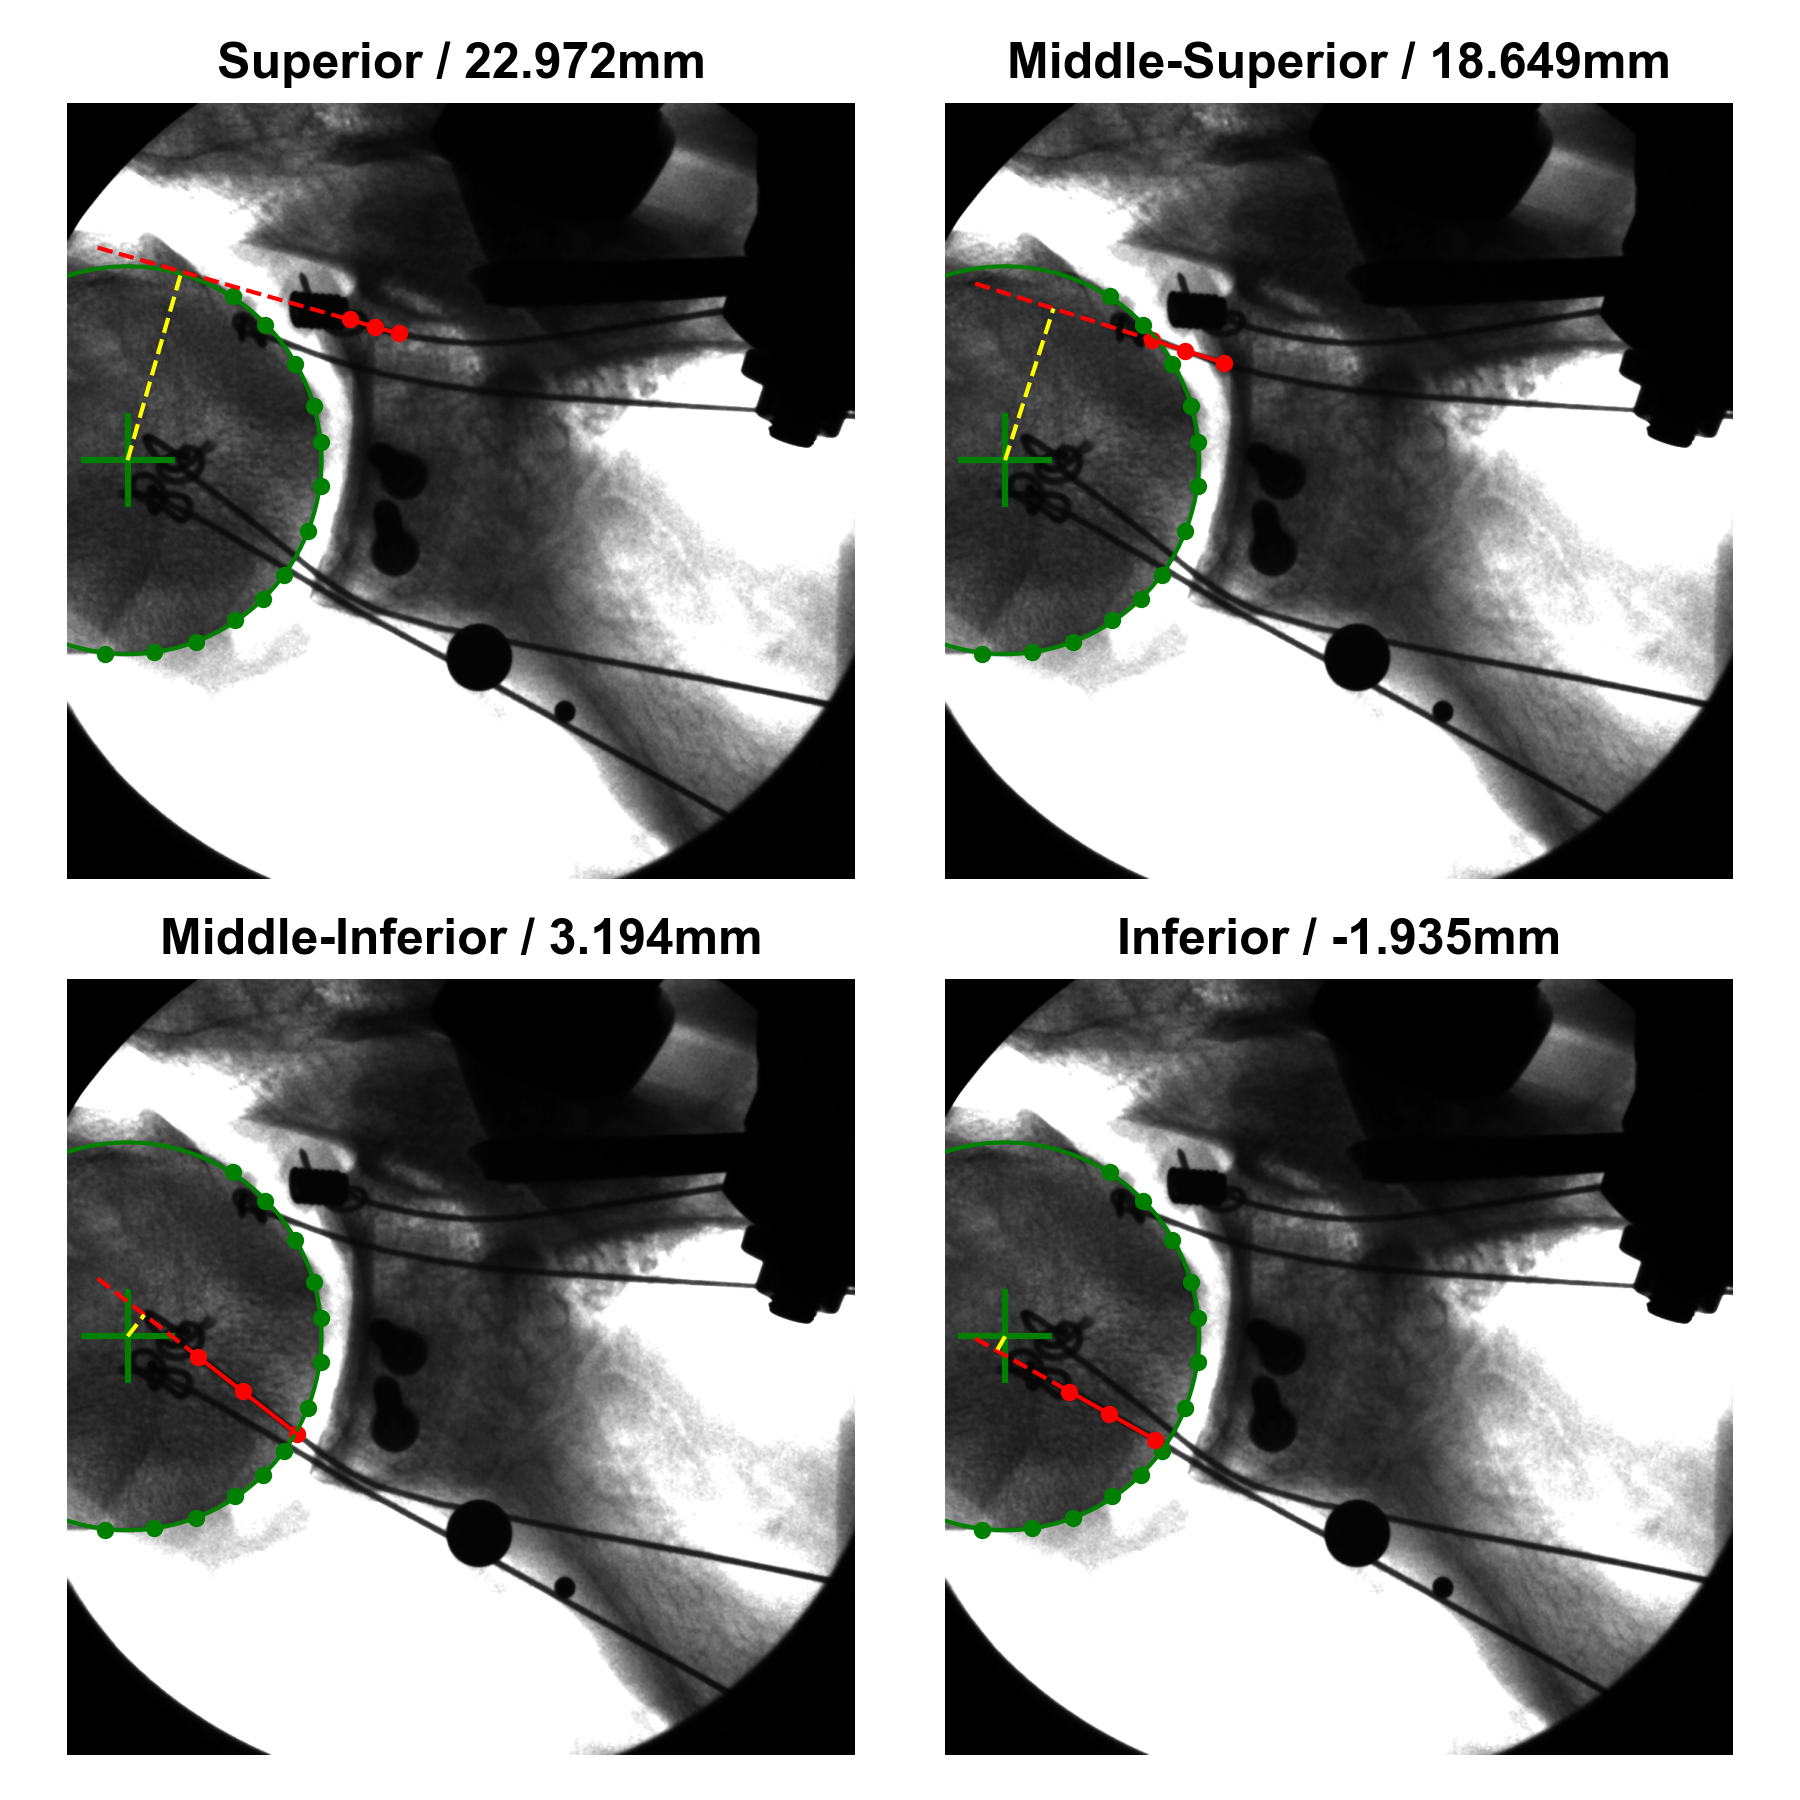 Superior / 22.972mm
Middle-Superior / 18.649mm
Middle-Inferior / 3.194mm
Inferior / -1.935mm